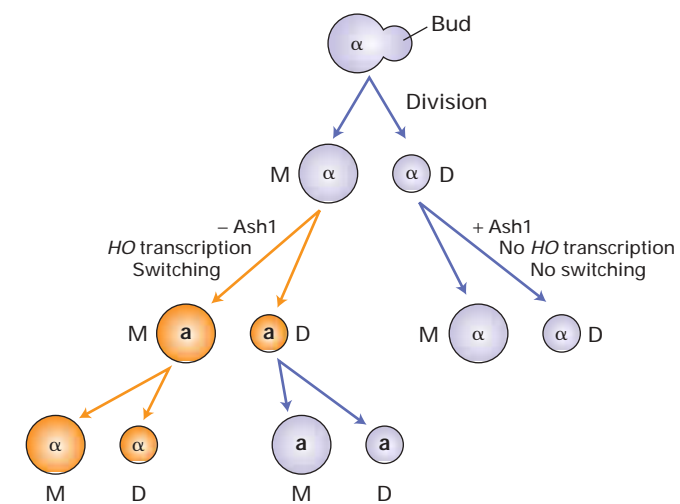 α
Bud
Division
M α α D
– Ash1
HO transcription
Switching
+ Ash1
No HO transcription
No switching
M a a D
M α α D
α α a a
M D M D